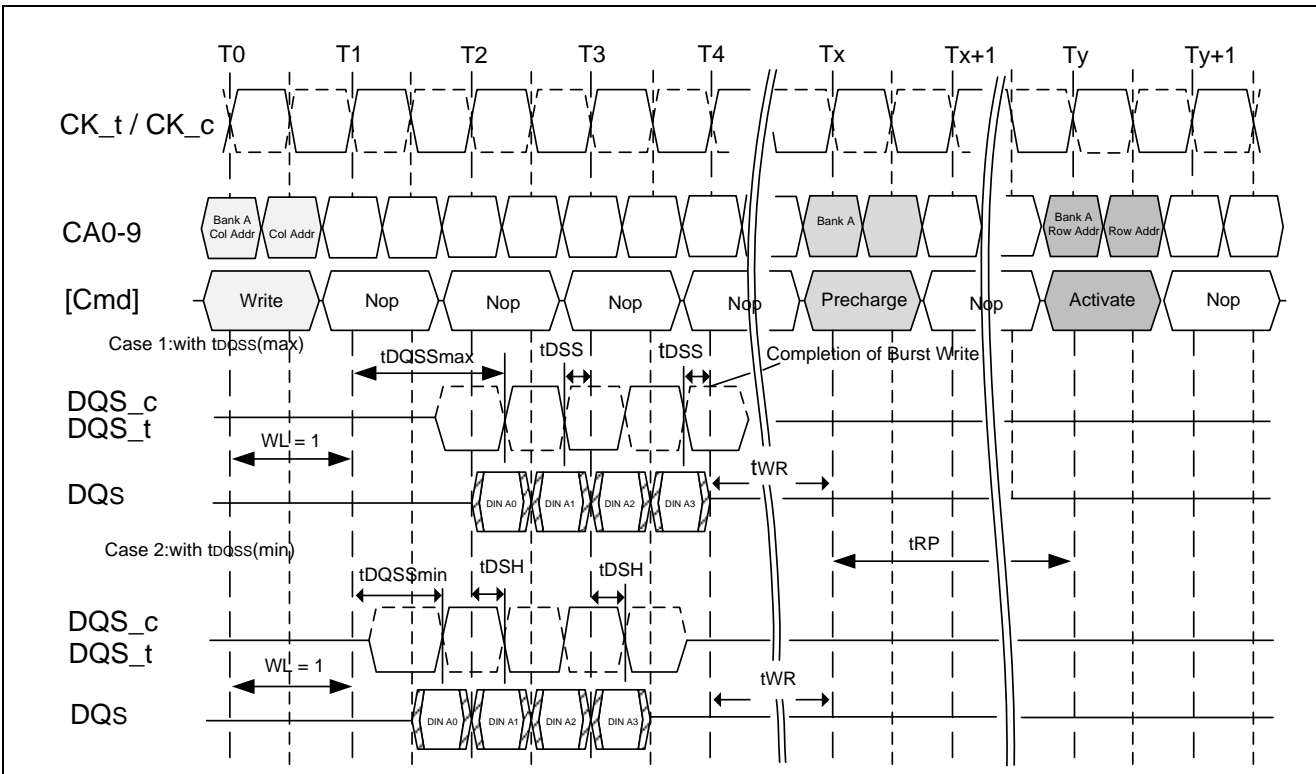 T0 T1 T2 T3 T4 Tx Tx+1 Ty Ty+1
CK_t / CK_c
CA0-9
Bank A
Col Addr
Col Addr
Bank A
Bank A
Row Addr
Row Addr
[Cmd]
Write
Nop
Nop
Nop
Nop
Precharge
Nop
Activate
Nop
Case 1:with tDQSS(max)
tDQSSmax
tDSS
tDSS
Completion of Burst Write
DQS_c
DQS_t
WL = 1
tWR
DQs
DIN A0
DIN A1
DIN A2
DIN A3
Case 2:with tDQSS(min)
tRP
tDQSSmin
tDSH
tDSH
DQS_c
DQS_t
WL = 1
tWR
DQs
DIN A0
DIN A1
DIN A2
DIN A3